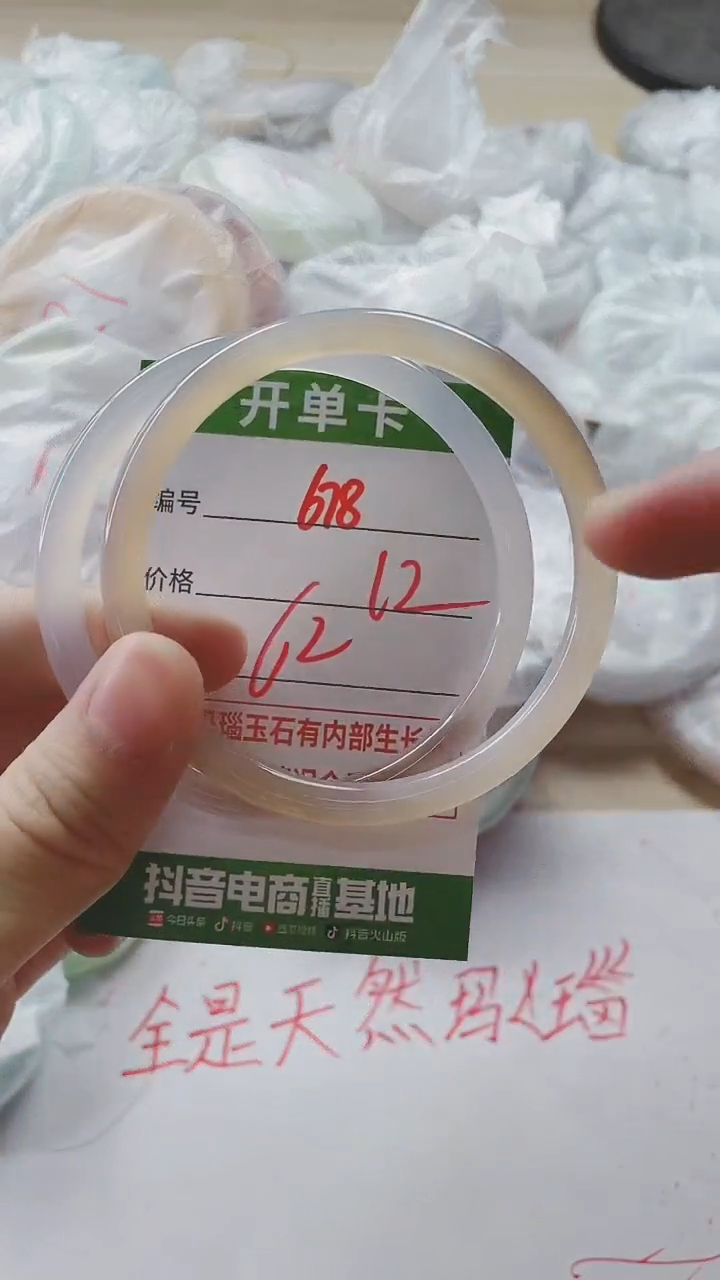 开单卡
编号 678
价格 12
62
瑙玉石有内部生长
抖音电商直播基地
今日头条 抖音 西瓜视频 抖音火山版
全是天然玛瑙